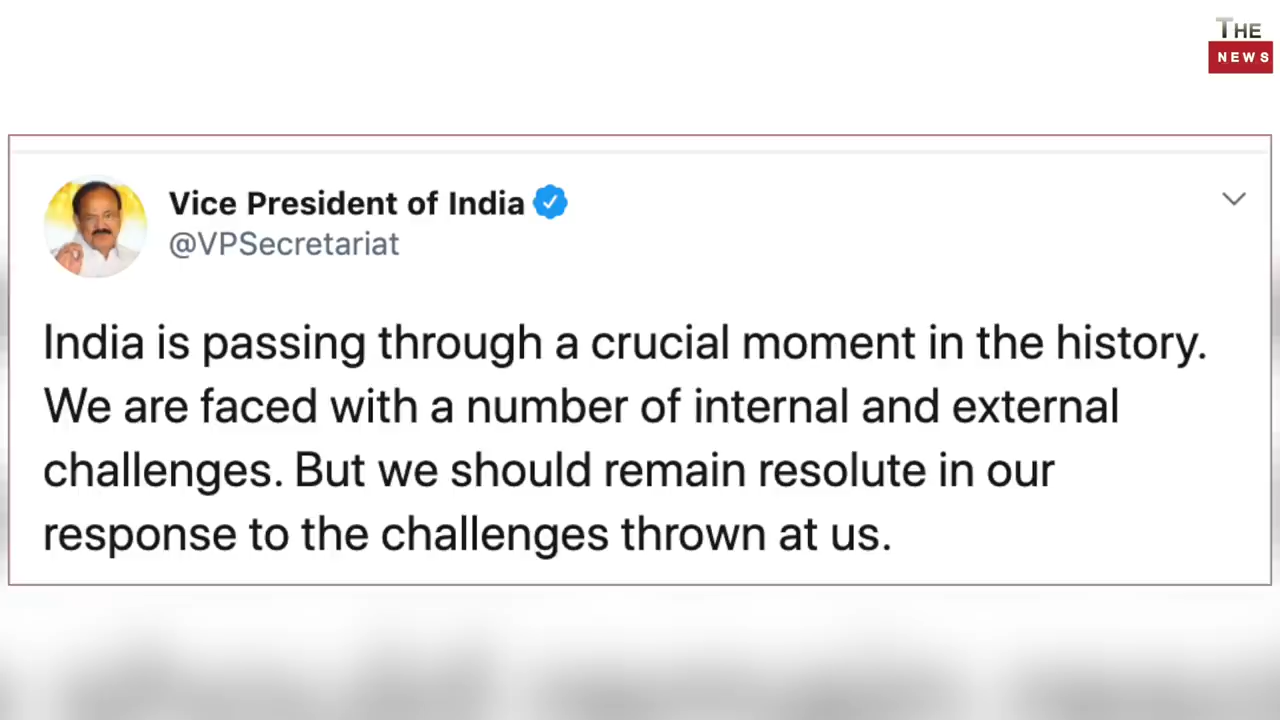 THE
NEWS
Vice President of India
@VPSecretariat
India is passing through a crucial moment in the history.
We are faced with a number of internal and external
challenges. But we should remain resolute in our
response to the challenges thrown at us.